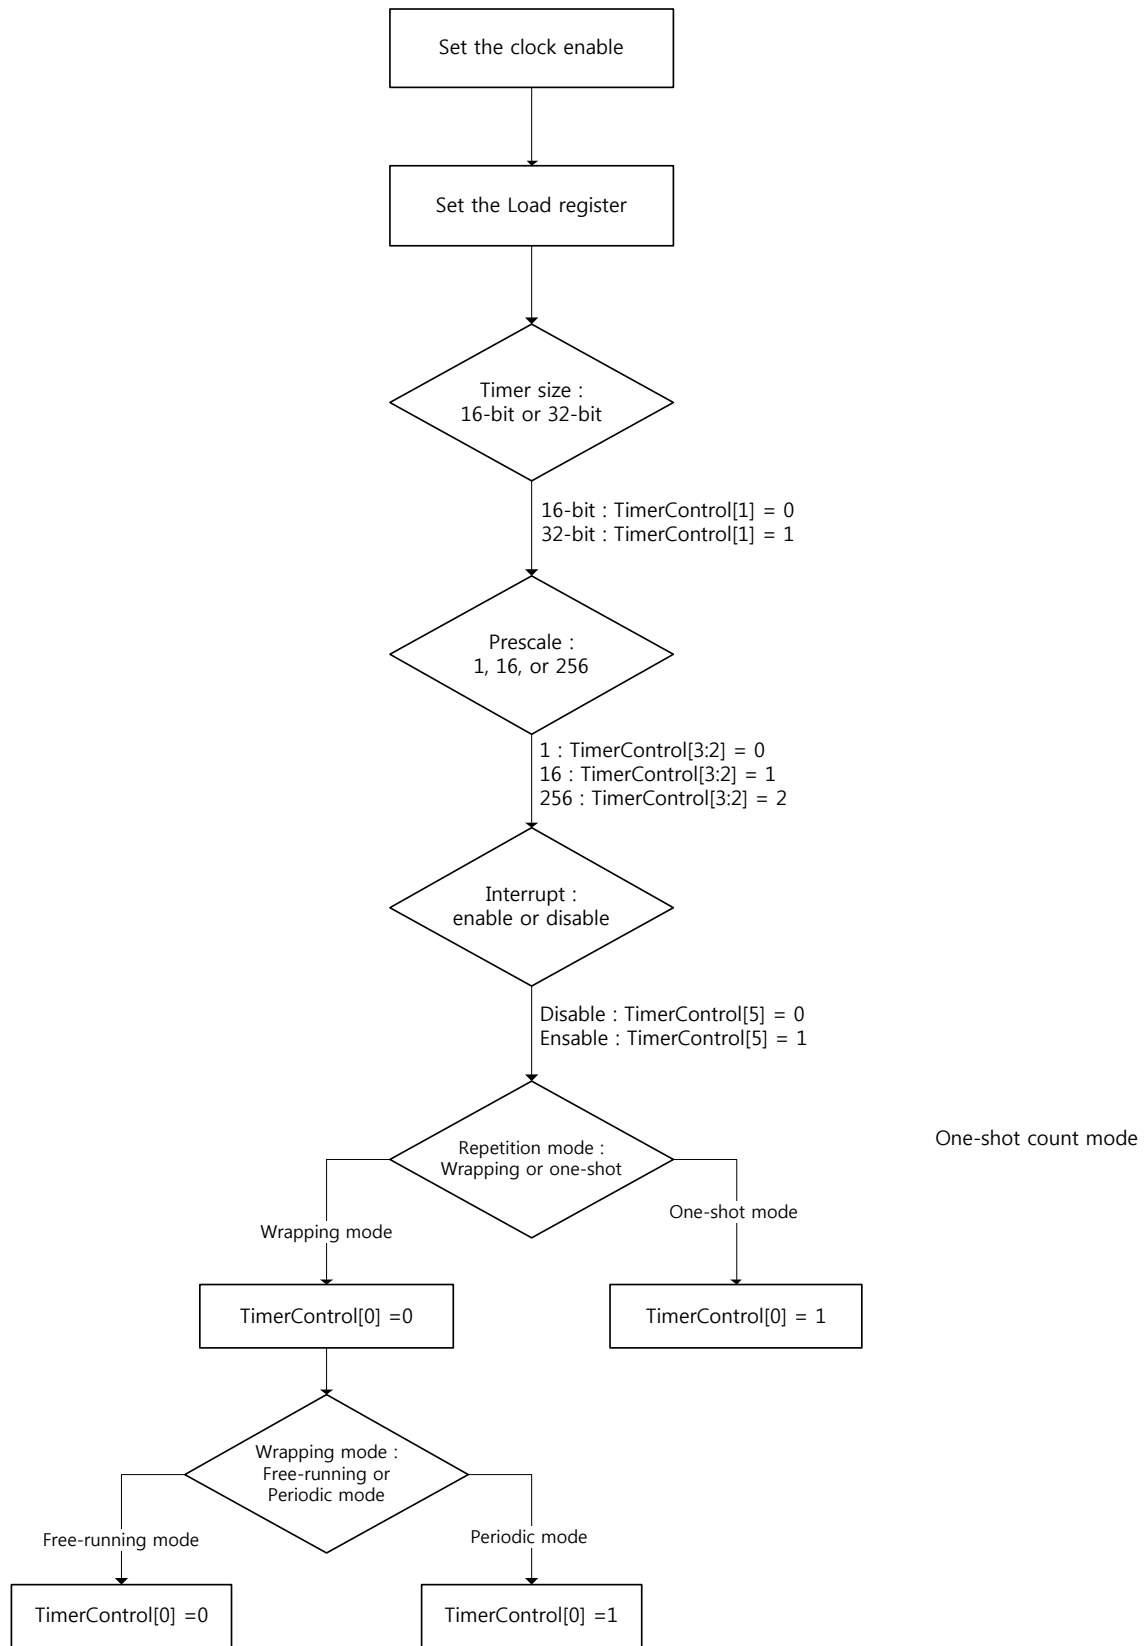 Set the clock enable
Set the Load register
Timer size :
16-bit or 32-bit
16-bit : TimerControl[1] = 0
32-bit : TimerControl[1] = 1
Prescale :
1, 16, or 256
1 : TimerControl[3:2] = 0
16 : TimerControl[3:2] = 1
256 : TimerControl[3:2] = 2
Interrupt :
enable or disable
Disable : TimerControl[5] = 0
Ensable : TimerControl[5] = 1
Repetition mode :
Wrapping or one-shot
One-shot count mode
Wrapping mode
One-shot mode
TimerControl[0] =0
TimerControl[0] = 1
Wrapping mode :
Free-running or
Periodic mode
Free-running mode
Periodic mode
TimerControl[0] =0
TimerControl[0] =1